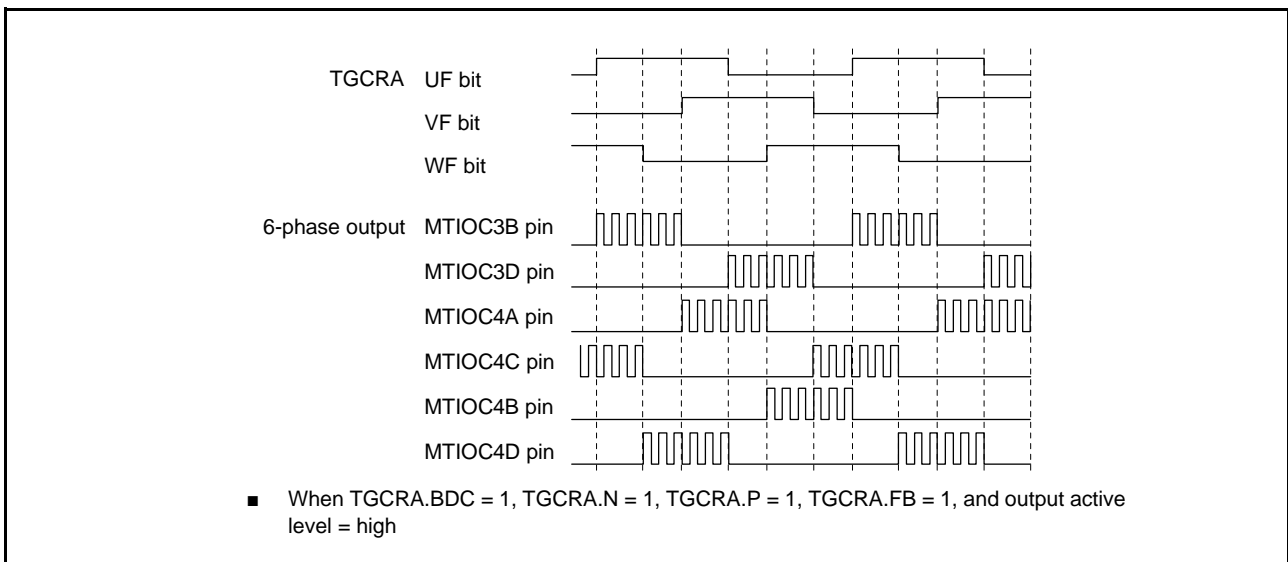 TGCRA UF bit
VF bit
WF bit
6-phase output MTIOC3B pin
MTIOC3D pin
MTIOC4A pin
MTIOC4C pin
MTIOC4B pin
MTIOC4D pin
■ When TGCRA.BDC = 1, TGCRA.N = 1, TGCRA.P = 1, TGCRA.FB = 1, and output active
level = high